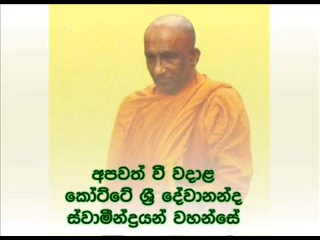 අපවත් වී වදාළ
කෝට්ටේ ශ්‍රී දේවානන්ද
ස්වාමීන්ද්‍රයන් වහන්සේ